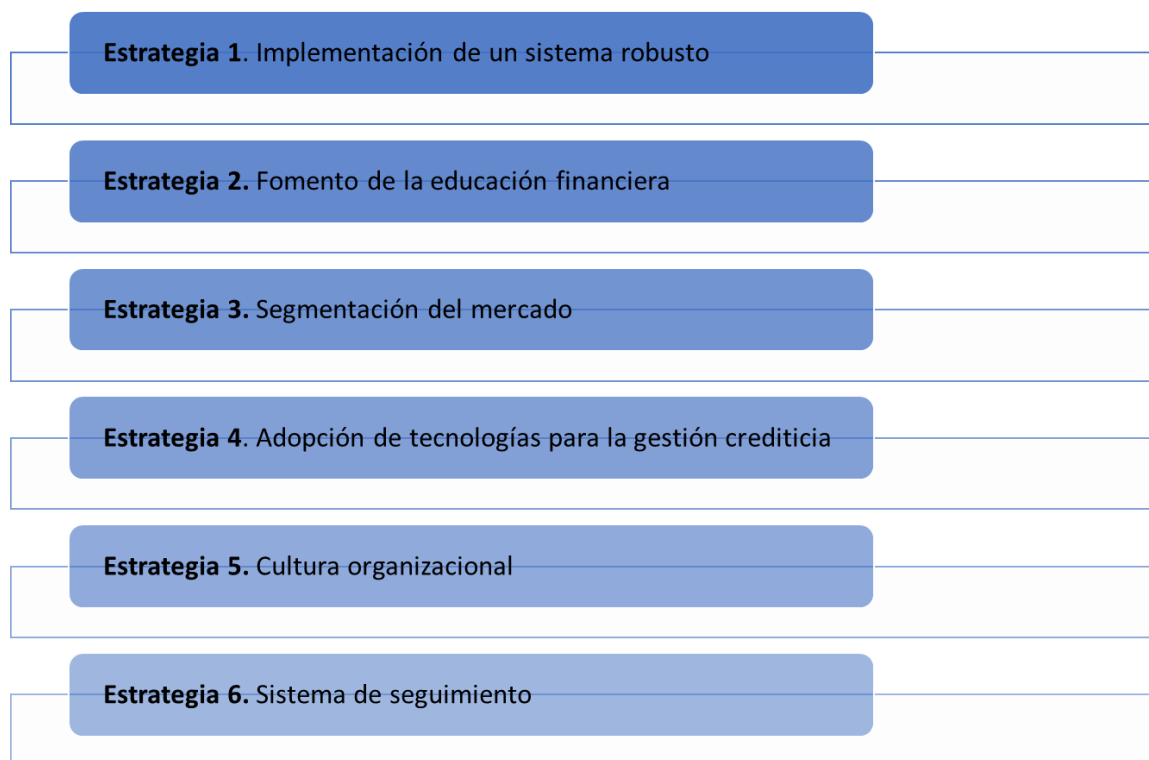 Estrategia 1. Implementación de un sistema robusto
Estrategia 2. Fomento de la educación financiera
Estrategia 3. Segmentación del mercado
Estrategia 4. Adopción de tecnologías para la gestión crediticia
Estrategia 5. Cultura organizacional
Estrategia 6. Sistema de seguimiento